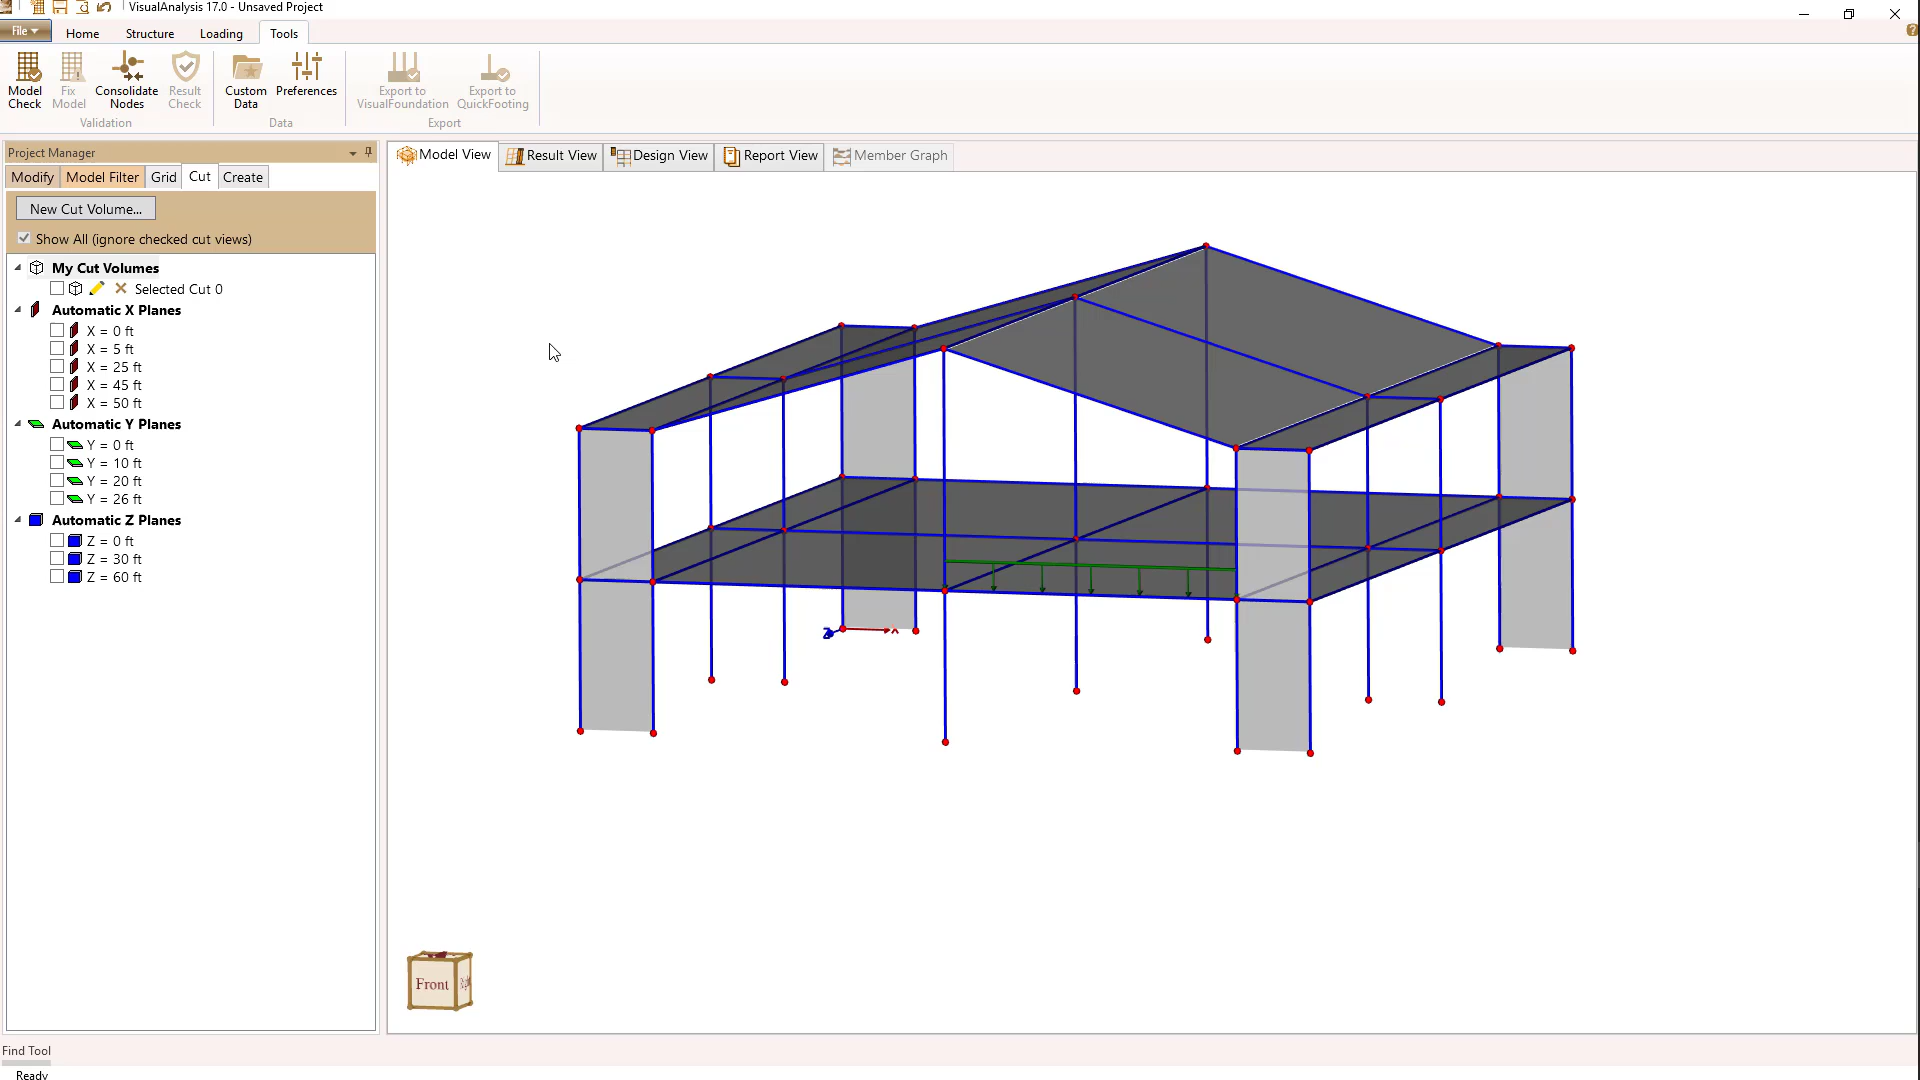 VisualAnalysis 17.0 - Unsaved Project
File
Home
Structure
Loading
Tools
Model
Check
Fix
Model
Consolidate
Nodes
Result
Check
Custom
Data
Preferences
Export to
VisualFoundation
Export to
QuickFooting
Validation
Data
Export
Project Manager
Modify
Model Filter
Grid
Cut
Create
New Cut Volume...
Show All (ignore checked cut views)
My Cut Volumes
Selected Cut 0
Automatic X Planes
X = 0 ft
X = 5 ft
X = 25 ft
X = 45 ft
X = 50 ft
Automatic Y Planes
Y = 0 ft
Y = 10 ft
Y = 20 ft
Y = 26 ft
Automatic Z Planes
Z = 0 ft
Z = 30 ft
Z = 60 ft
Model View
Result View
Design View
Report View
Member Graph
Z
X
Front
Find Tool
Ready